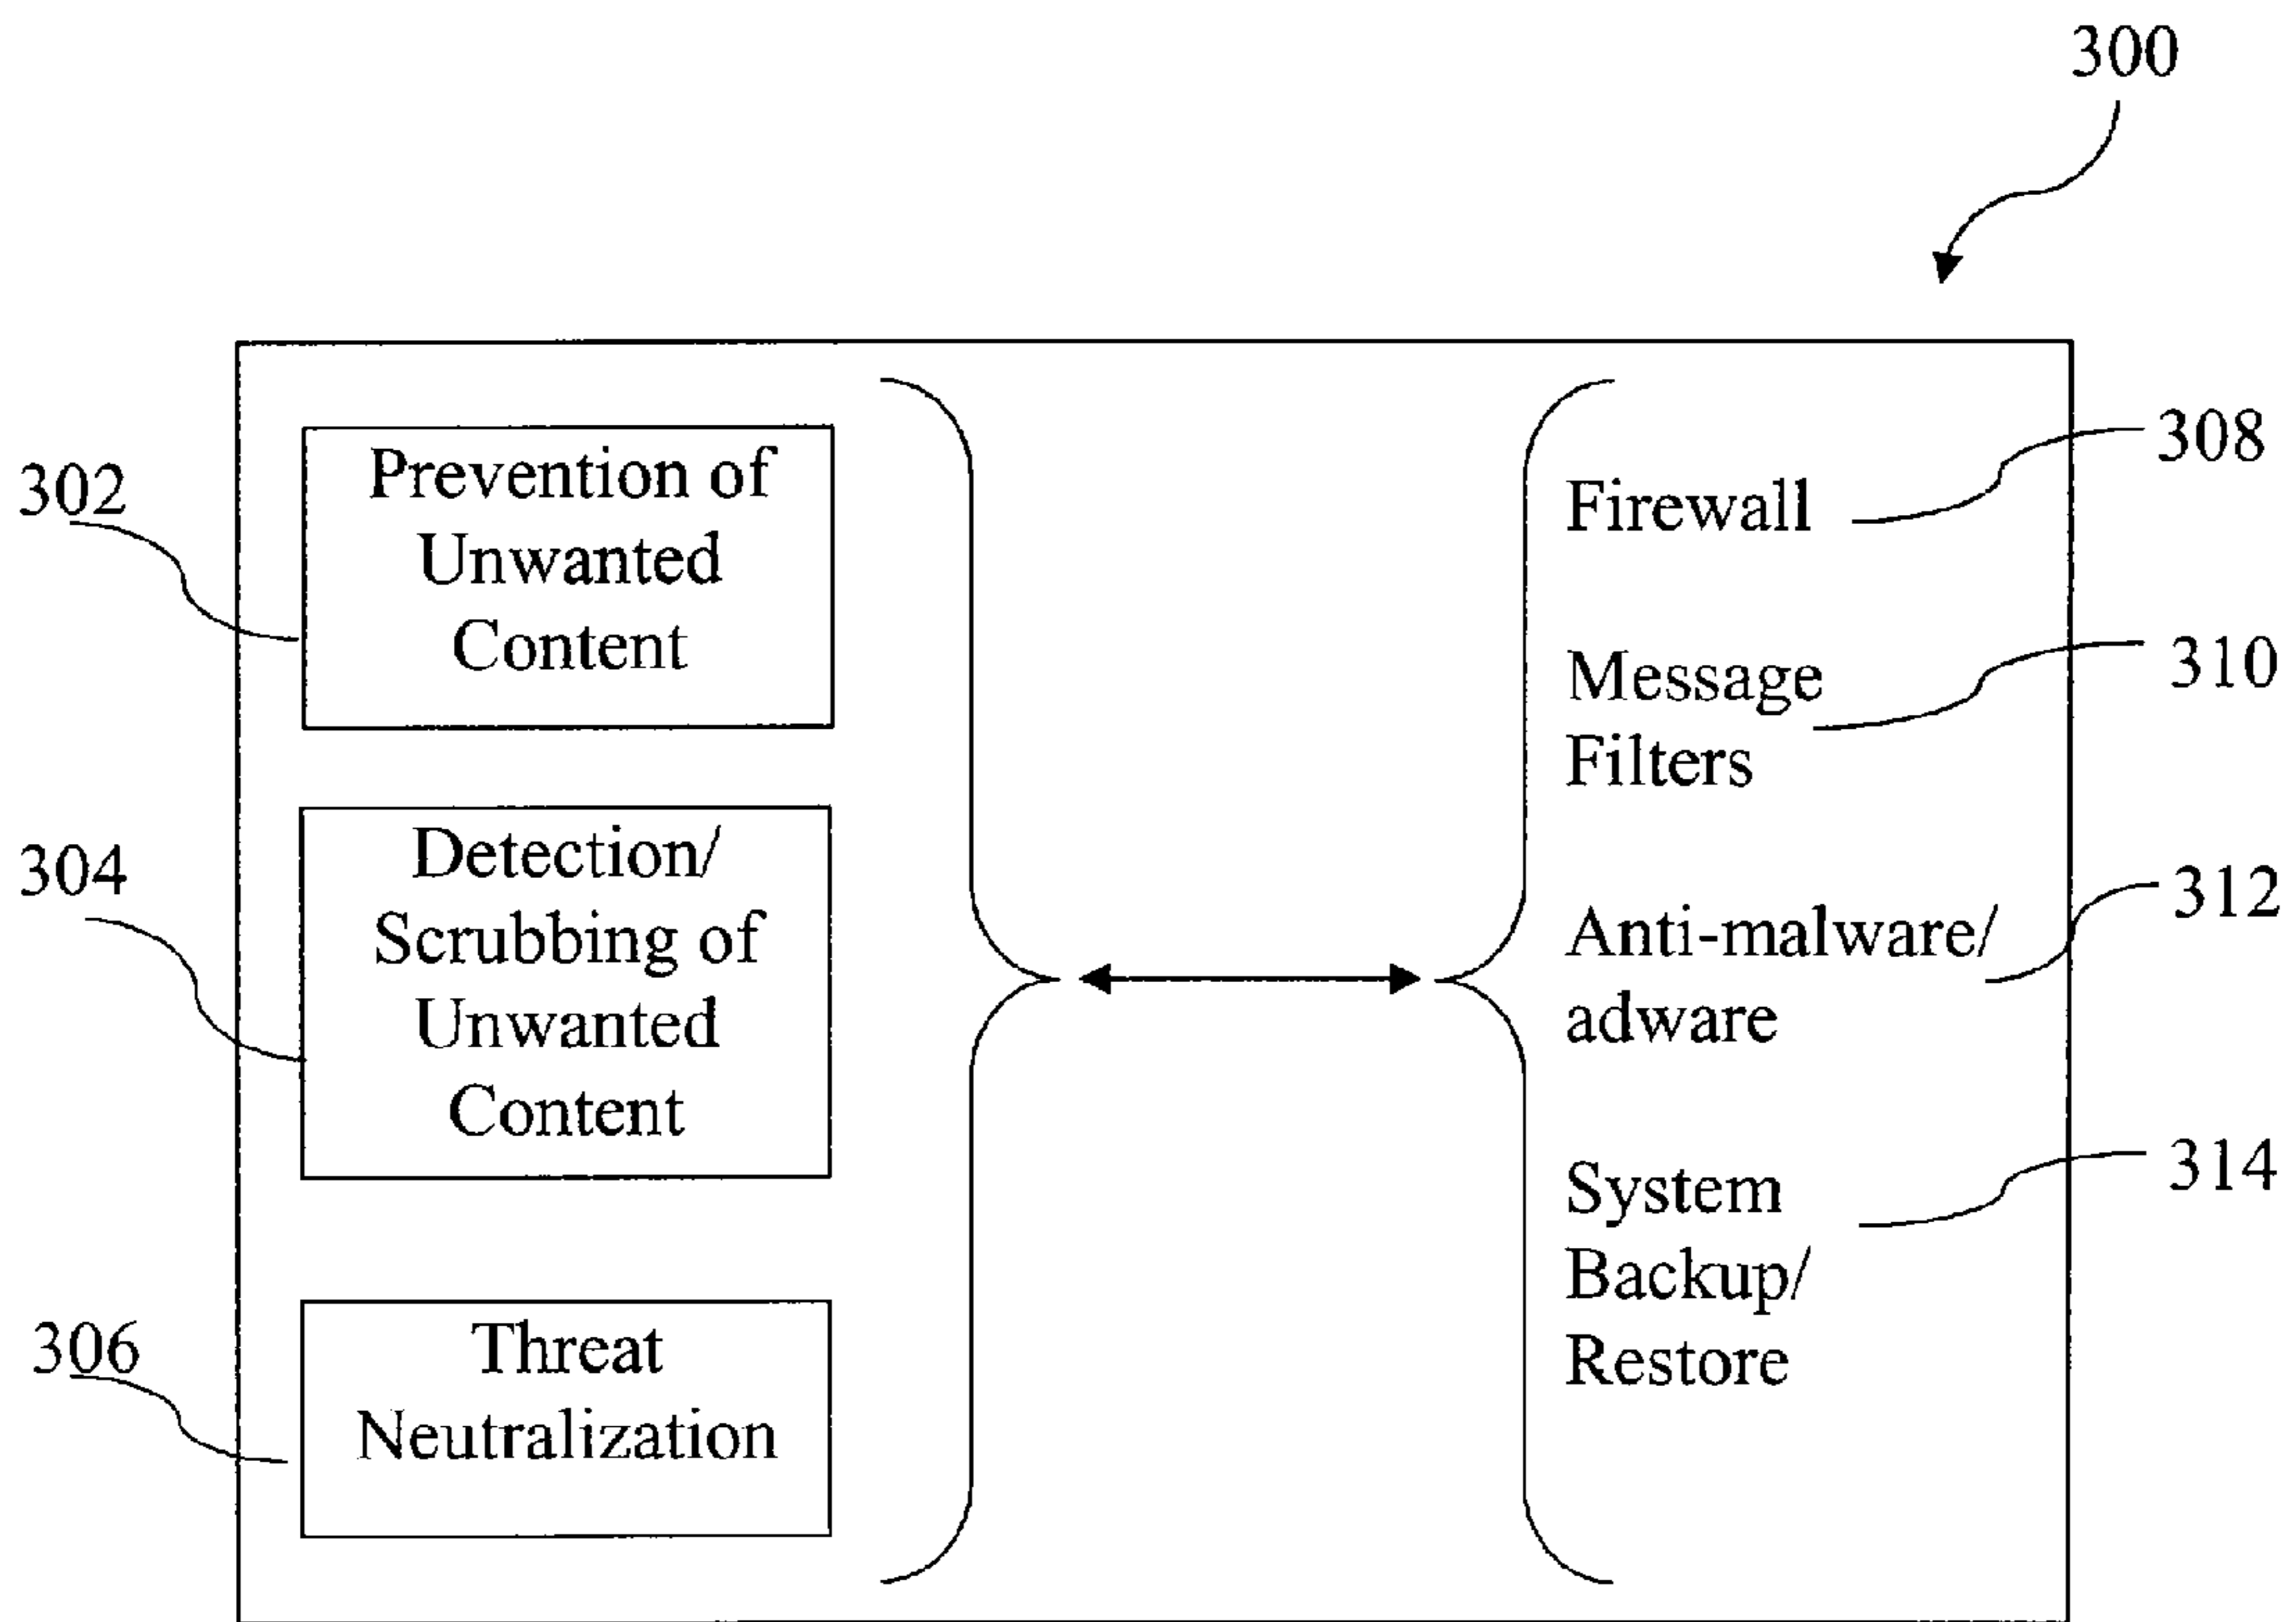 300
302
Prevention of
Unwanted
Content
304
Detection/
Scrubbing of
Unwanted
Content
306
Threat
Neutralization
Firewall
308
Message
Filters
310
Anti-malware/
adware
312
System
Backup/
Restore
314